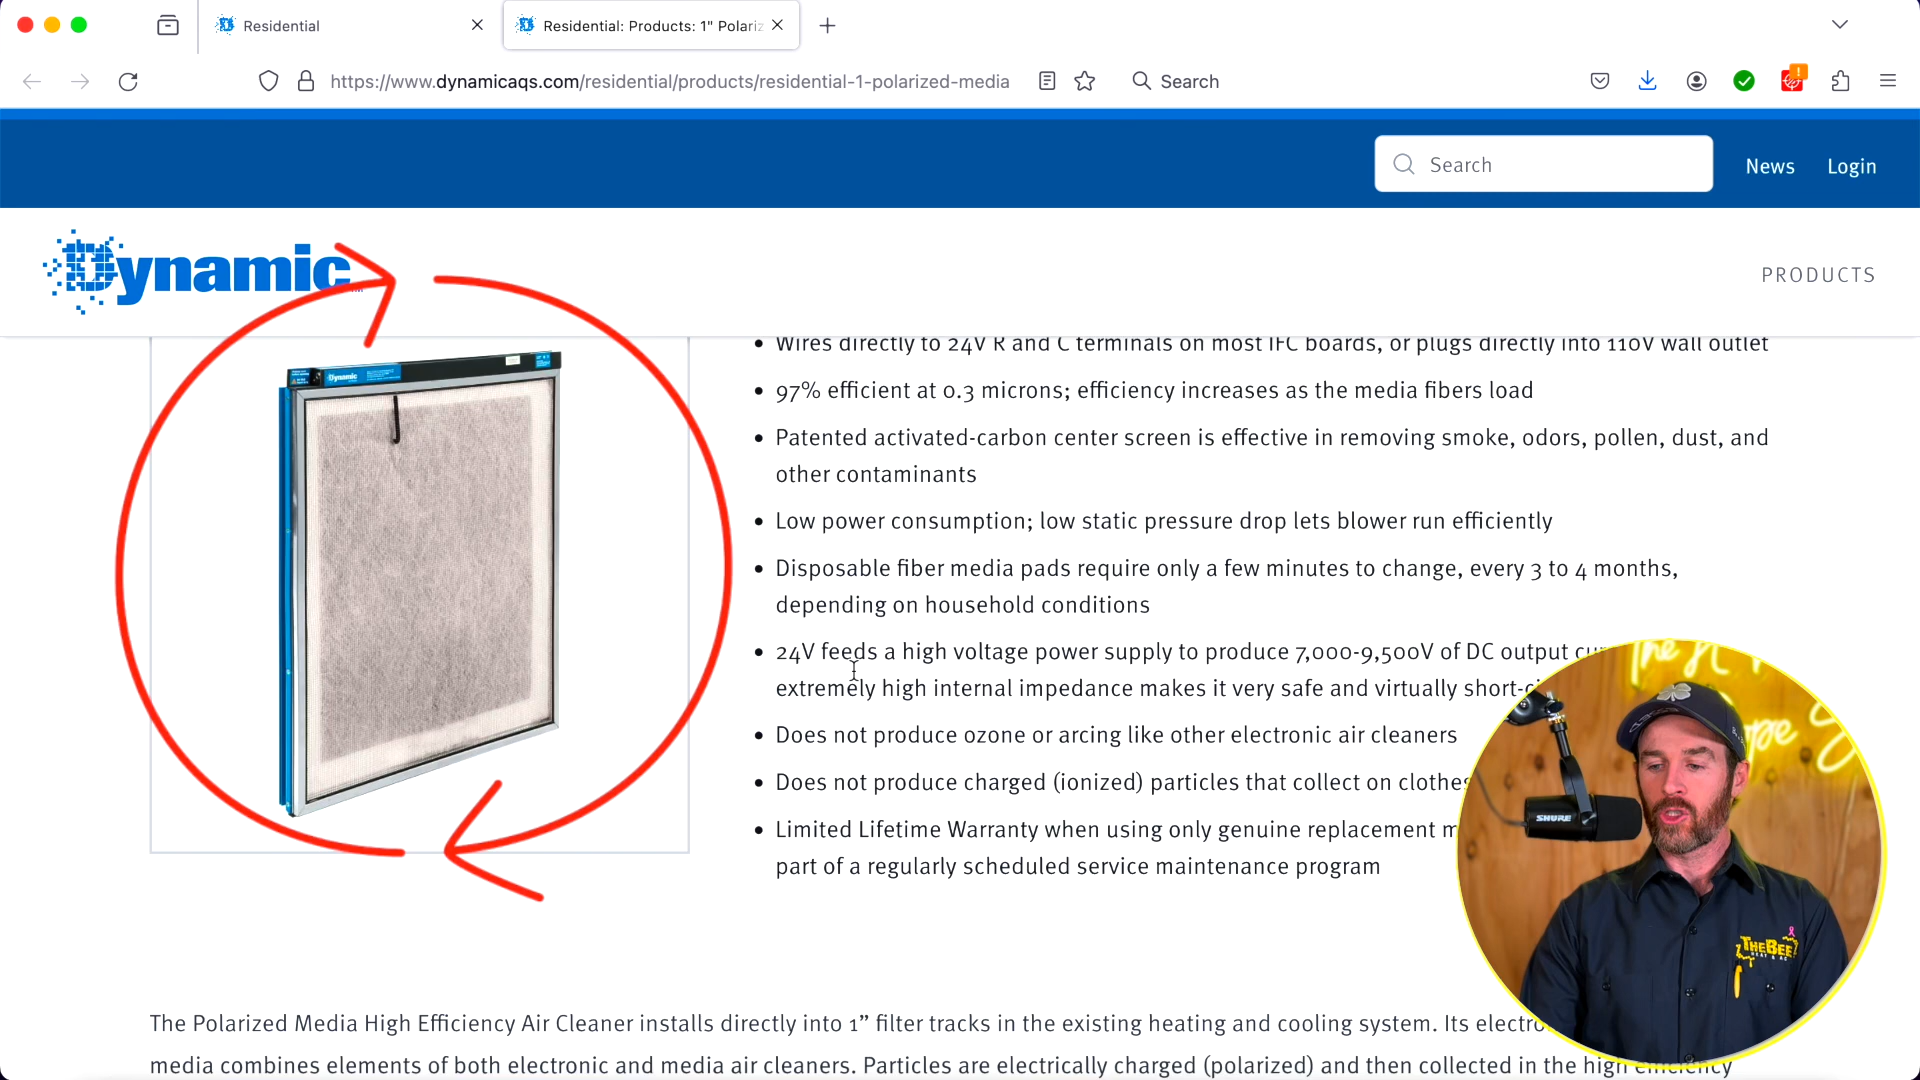 Residential
Residential: Products: 1" Polariz
https://www.dynamicaqs.com/residential/products/residential-1-polarized-media
Search
Search
News
Login
Dynamic
PRODUCTS
Dynamic
• Wires directly to 24V R and C terminals on most IFC boards, or plugs directly into 110V wall outlet
• 97% efficient at 0.3 microns; efficiency increases as the media fibers load
• Patented activated-carbon center screen is effective in removing smoke, odors, pollen, dust, and
other contaminants
• Low power consumption; low static pressure drop lets blower run efficiently
• Disposable fiber media pads require only a few minutes to change, every 3 to 4 months,
depending on household conditions
• 24V feeds a high voltage power supply to produce 7,000-9,500V of DC output
extremely high internal impedance makes it very safe and virtually
• Does not produce ozone or arcing like other electronic air cleaners
• Does not produce charged (ionized) particles that collect on clothes
• Limited Lifetime Warranty when using only genuine replacement
part of a regularly scheduled service maintenance program
The
SHURE
THEBEE
HEAT & AC
The Polarized Media High Efficiency Air Cleaner installs directly into 1” filter tracks in the existing heating and cooling system. Its
media combines elements of both electronic and media air cleaners. Particles are electrically charged (polarized) and then collected in the high efficiency